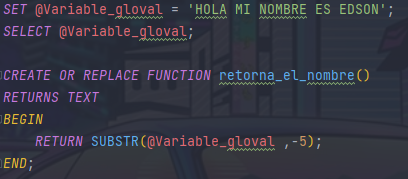 SET @Variable_gloval = 'HOLA MI NOMBRE ES EDSON';
SELECT @Variable_gloval;
CREATE OR REPLACE FUNCTION retorna_el_nombre()
RETURNS TEXT
BEGIN
RETURN SUBSTR(@Variable_gloval ,-5);
END;